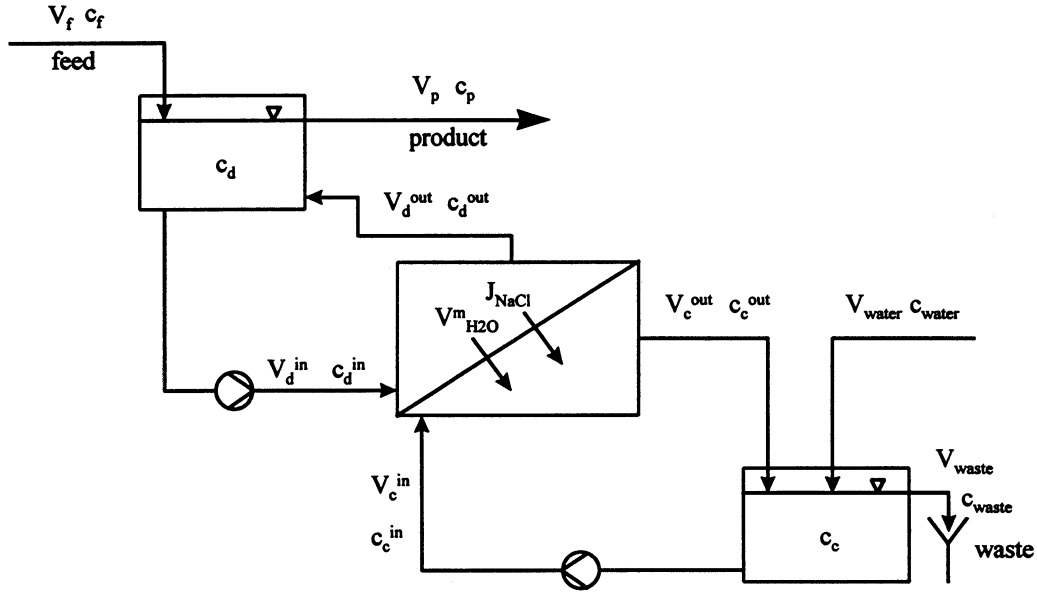 V_f c_f
feed
V_p c_p
product
c_d
V_d^out c_d^out
J_NaCl
V^m_H2O
V_c^out c_c^out
V_water c_water
V_d^in c_d^in
V_c^in
c_c^in
V_waste
c_waste
c_c
waste